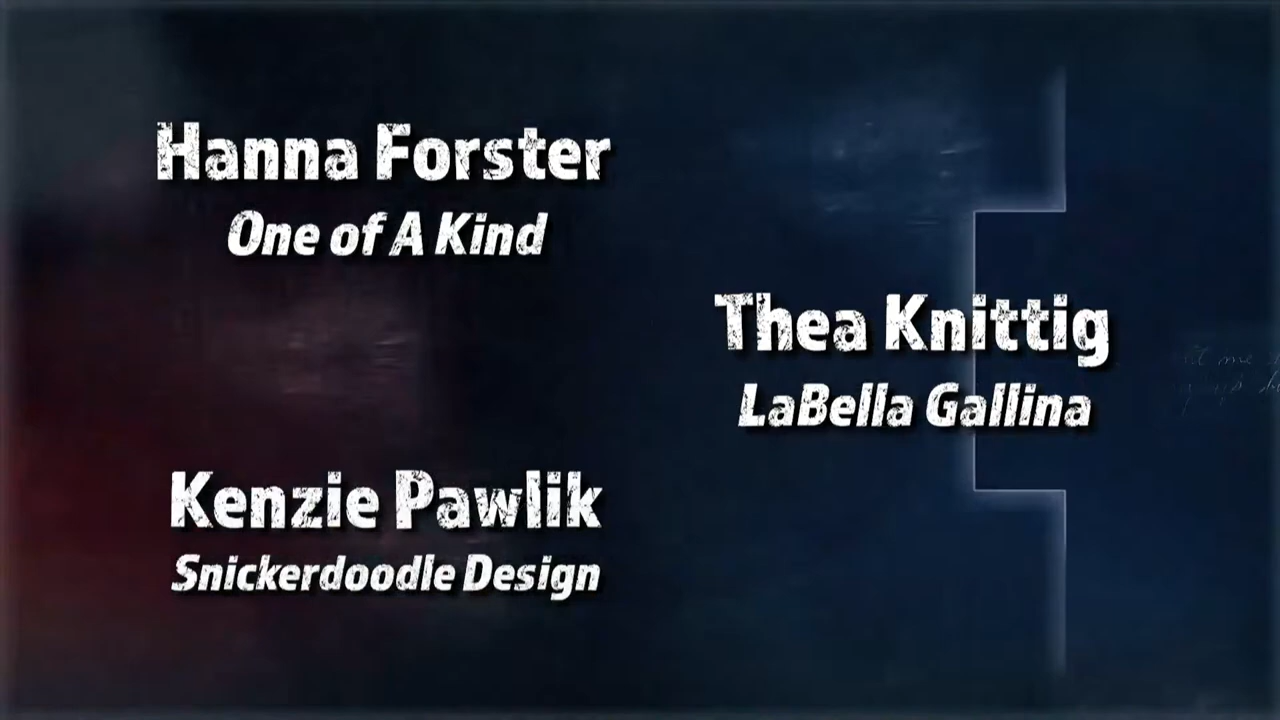 Hanna Forster
One of A Kind
Thea Knittig
LaBella Gallina
Kenzie Pawlik
Snickerdoodle Design